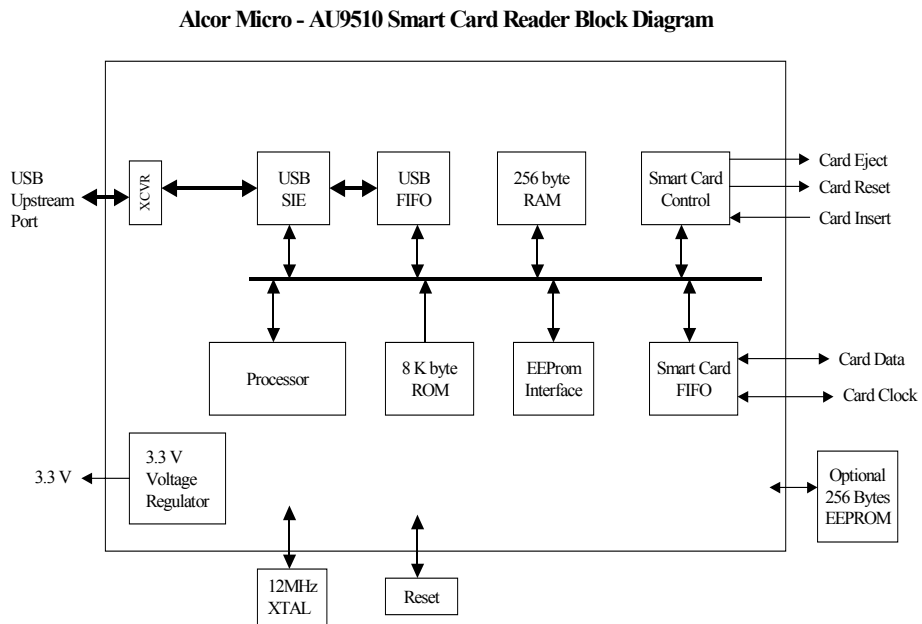 Alcor Micro - AU9510 Smart Card Reader Block Diagram
USB
Upstream
Port
XCVR
USB
SIE
USB
FIFO
256 byte
RAM
Smart Card
Control
Card Eject
Card Reset
Card Insert
Processor
8 K byte
ROM
EEProm
Interface
Smart Card
FIFO
Card Data
Card Clock
3.3 V
3.3 V
Voltage
Regulator
Optional
256 Bytes
EEPROM
12MHz
XTAL
Reset